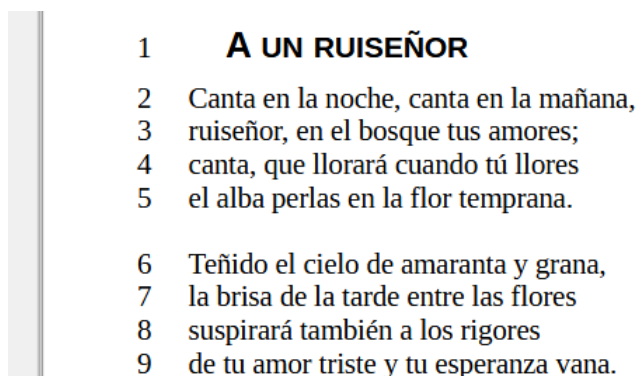 1 A UN RUISEÑOR
2 Canta en la noche, canta en la mañana,
3 ruiseñor, en el bosque tus amores;
4 canta, que llorará cuando tú llores
5 el alba perlas en la flor temprana.
6 Teñido el cielo de amaranta y grana,
7 la brisa de la tarde entre las flores
8 suspirará también a los rigores
9 de tu amor triste y tu esperanza vana.